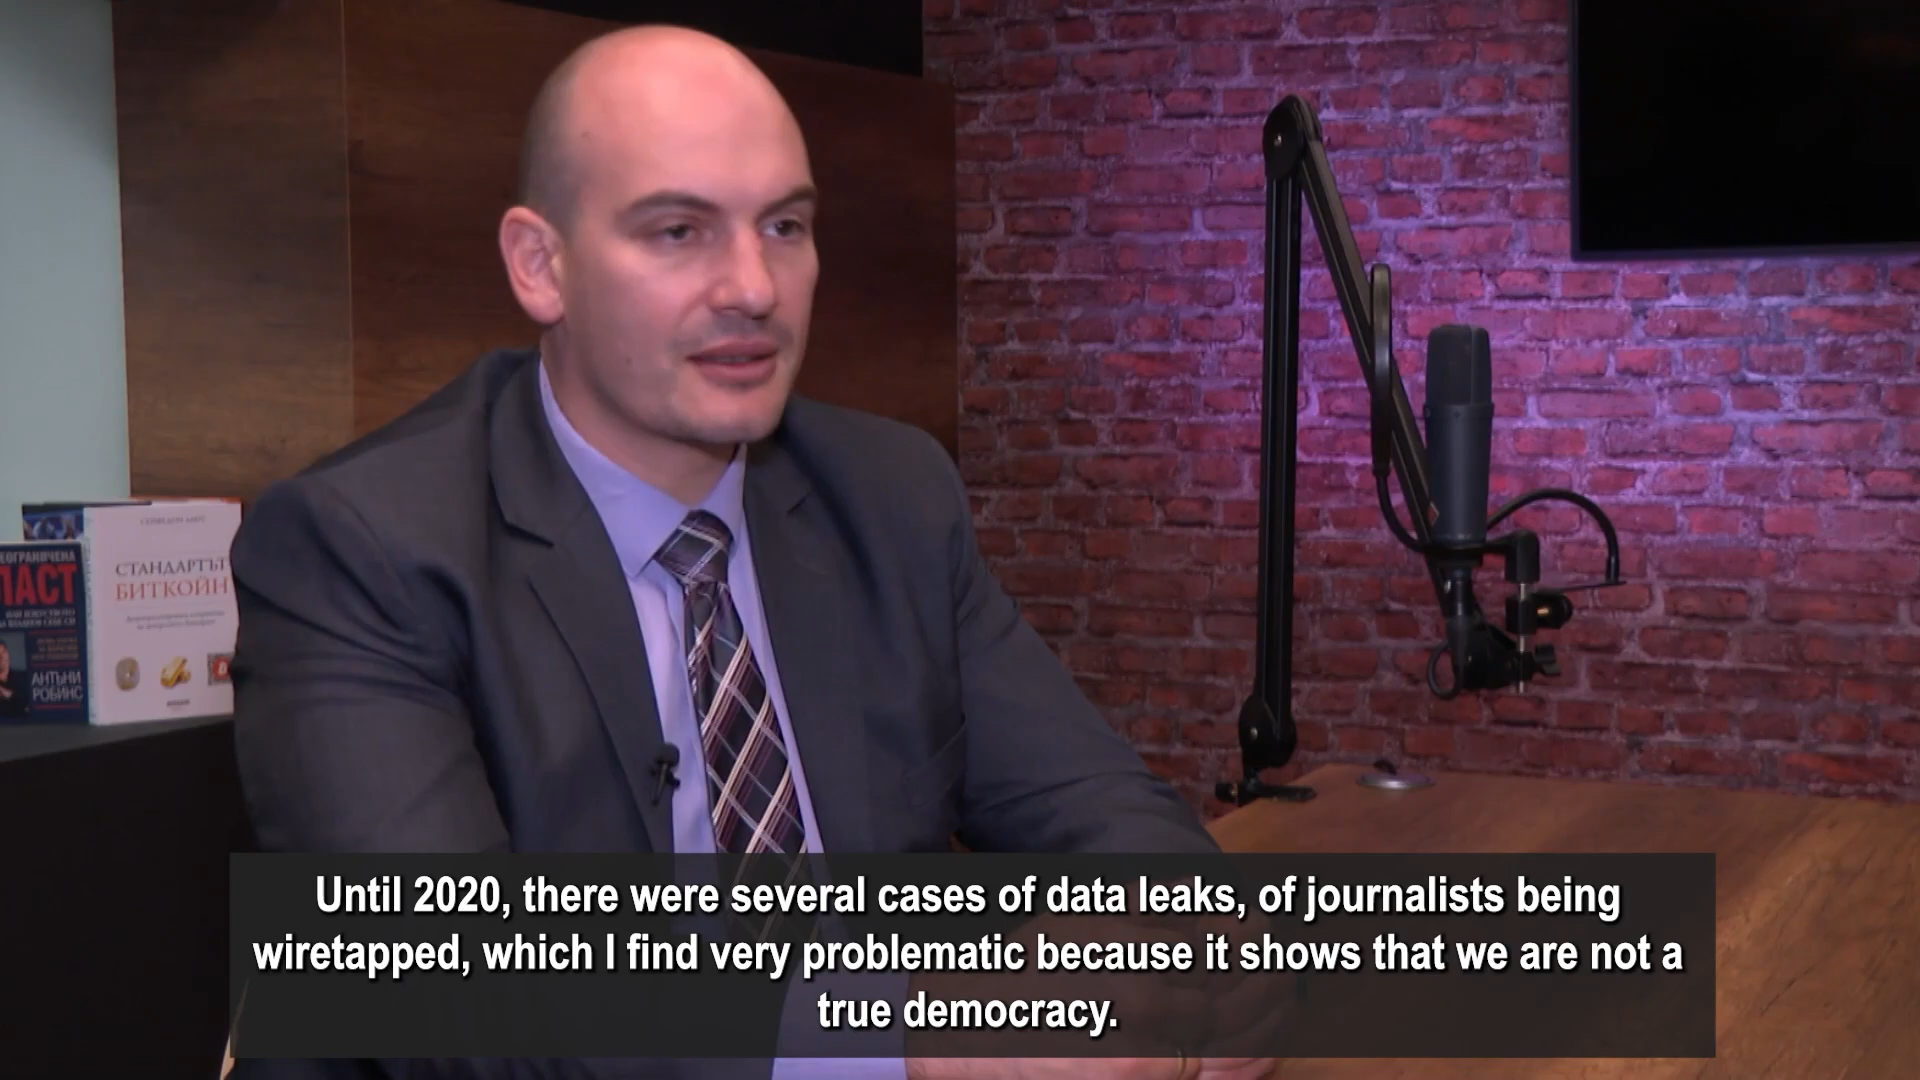 СТАНДАРТЪТ
БИТКОЙН
ЛАСТ
АНТЪНИ
РОБИНС
Until 2020, there were several cases of data leaks, of journalists being
wiretapped, which I find very problematic because it shows that we are not a
true democracy.